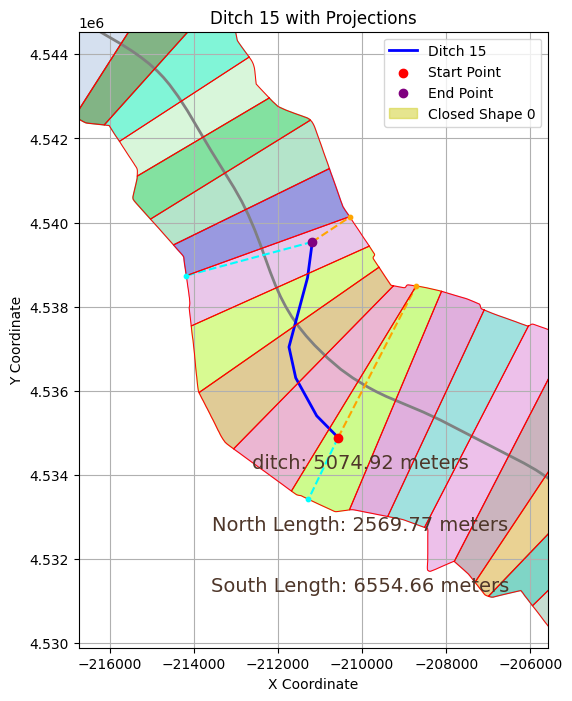 Ditch 15 with Projections
1e6
Ditch 15
Start Point
End Point
Closed Shape 0
4.544
4.542
4.540
4.538
4.536
4.534
4.532
4.530
Y Coordinate
ditch: 5074.92 meters
North Length: 2569.77 meters
South Length: 6554.66 meters
−216000 −214000 −212000 −210000 −208000 −206000
X Coordinate